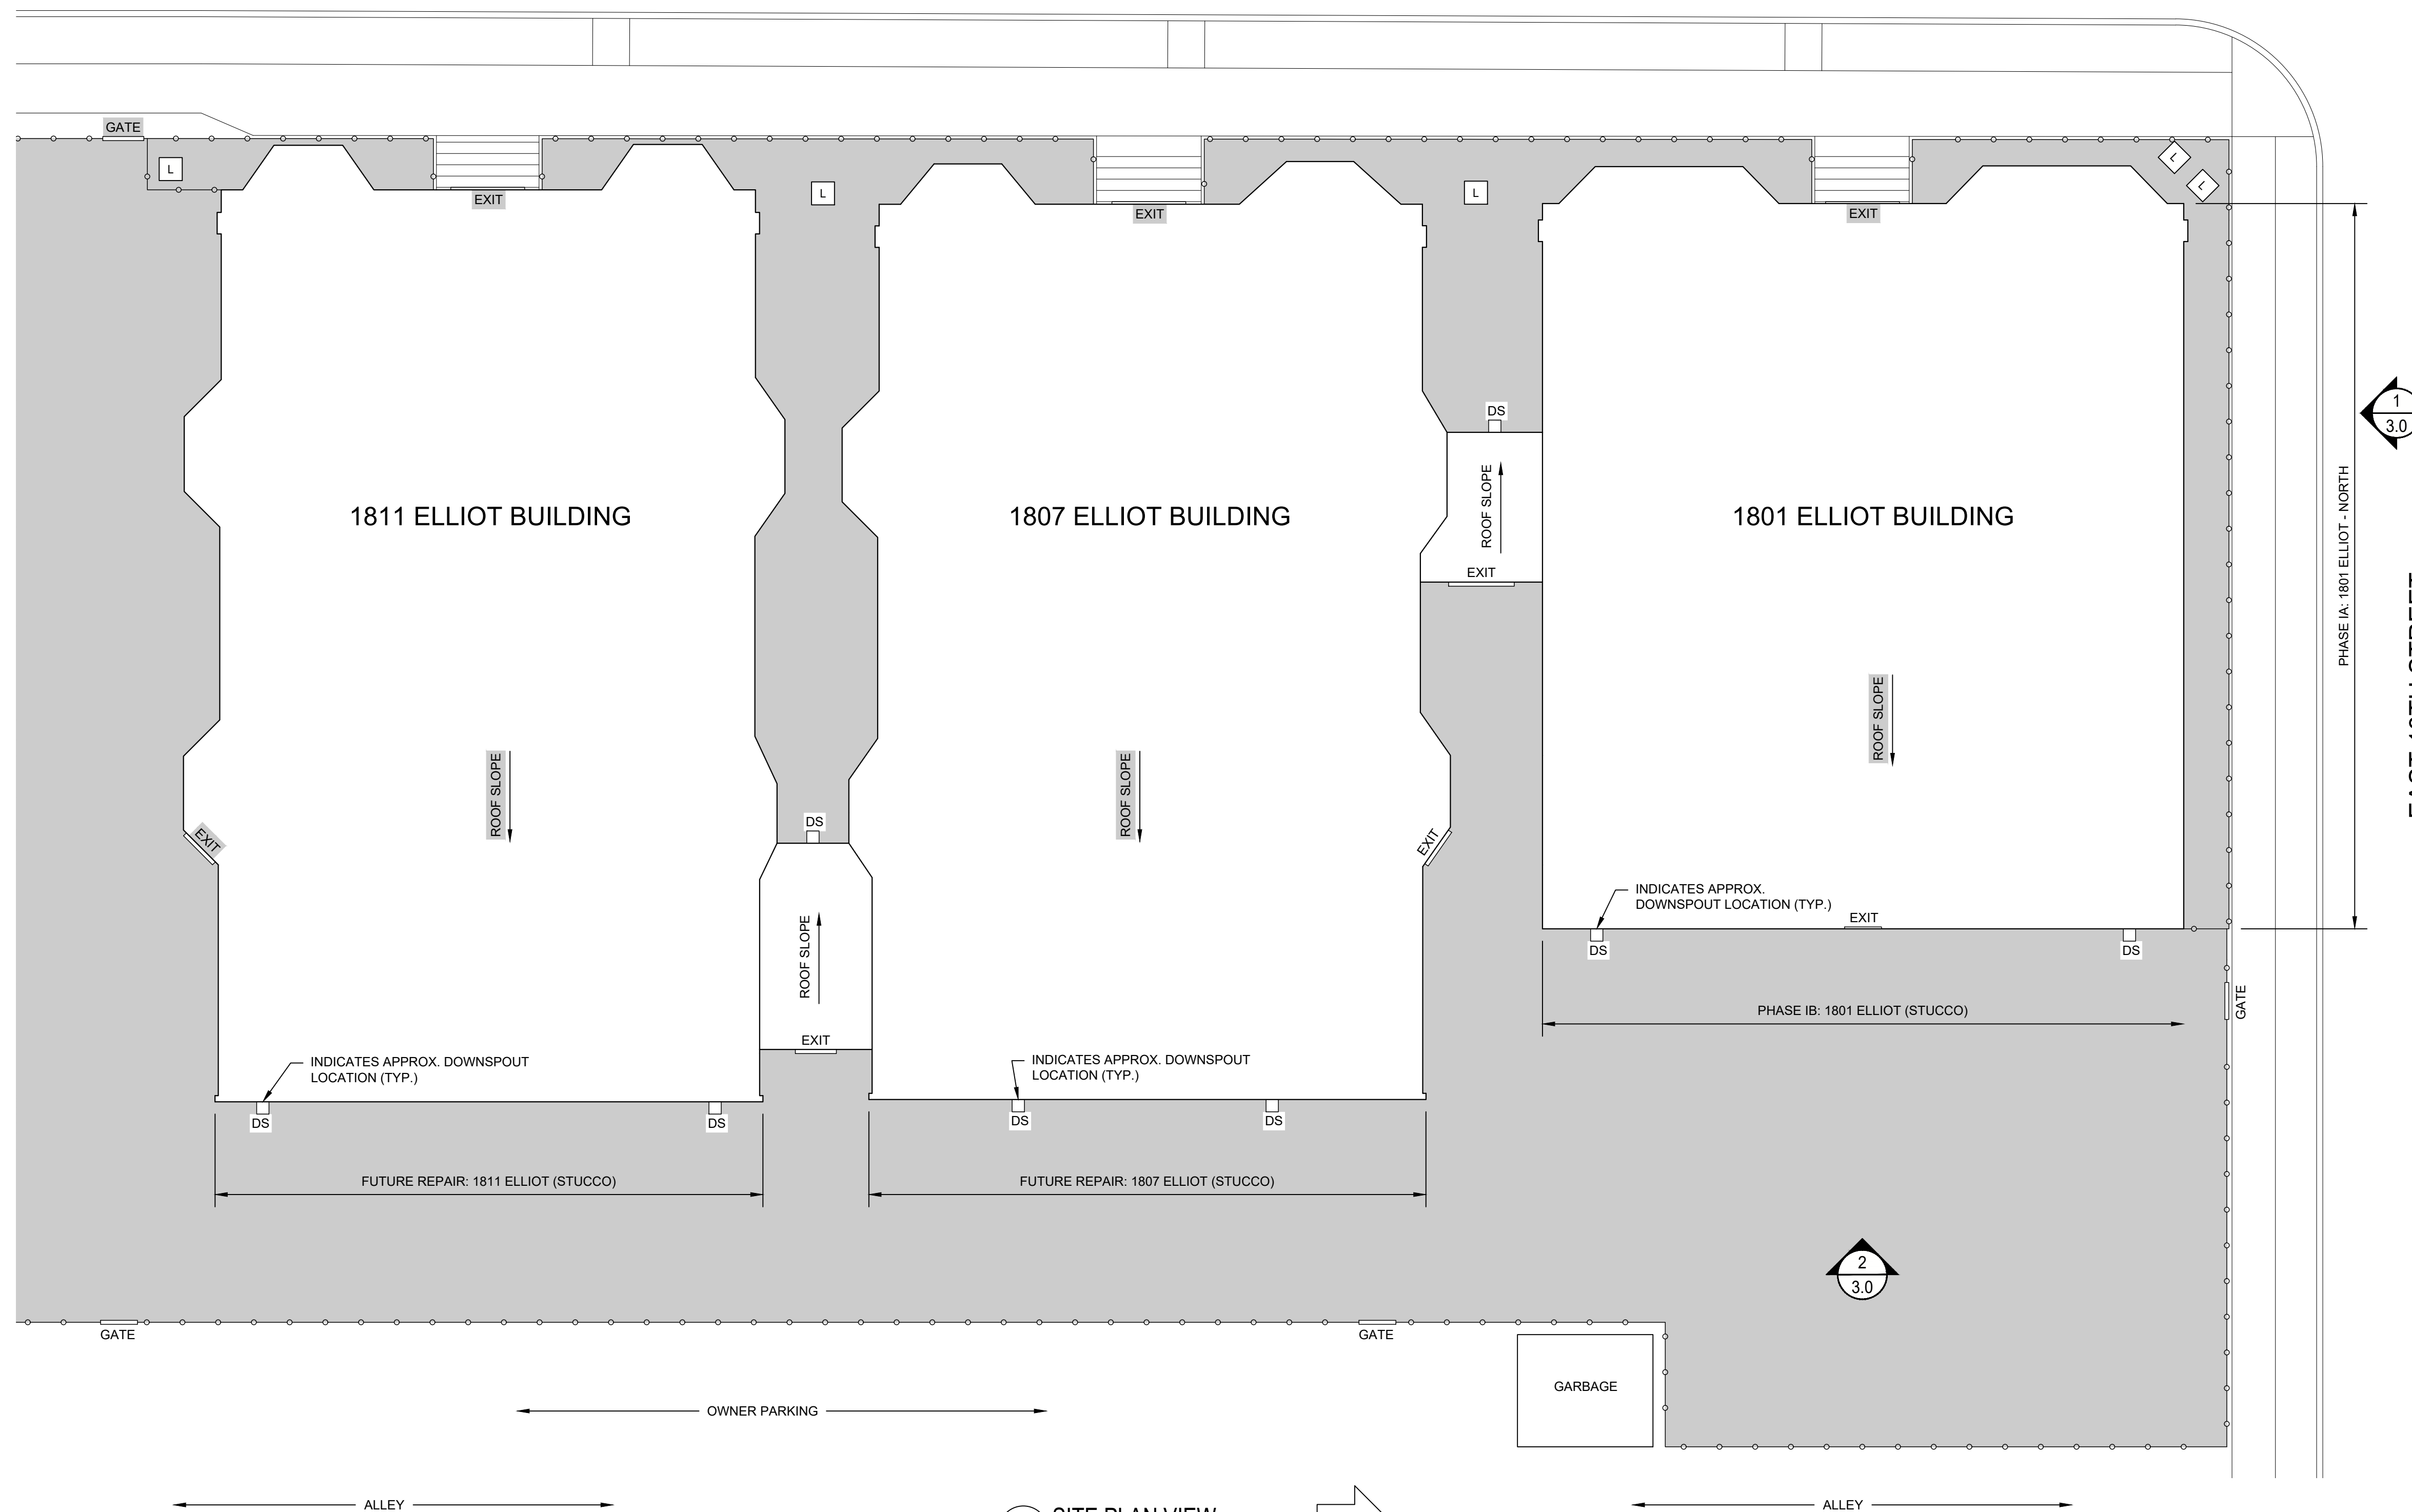 GATE
L
EXIT
L
EXIT
L
EXIT
L
L
1
3.0
DS
1811 ELLIOT BUILDING
1807 ELLIOT BUILDING
ROOF SLOPE
EXIT
1801 ELLIOT BUILDING
PHASE IA: 1801 ELLIOT - NORTH
ROOF SLOPE
ROOF SLOPE
ROOF SLOPE
EXIT
DS
EXIT
INDICATES APPROX.
DOWNSPOUT LOCATION (TYP.)
EXIT
DS
DS
ROOF SLOPE
EXIT
GATE
PHASE IB: 1801 ELLIOT (STUCCO)
INDICATES APPROX. DOWNSPOUT
LOCATION (TYP.)
INDICATES APPROX. DOWNSPOUT
LOCATION (TYP.)
DS
DS
DS
DS
FUTURE REPAIR: 1811 ELLIOT (STUCCO)
FUTURE REPAIR: 1807 ELLIOT (STUCCO)
2
3.0
GATE
GATE
GARBAGE
OWNER PARKING
ALLEY
SITE PLAN VIEW
ALLEY